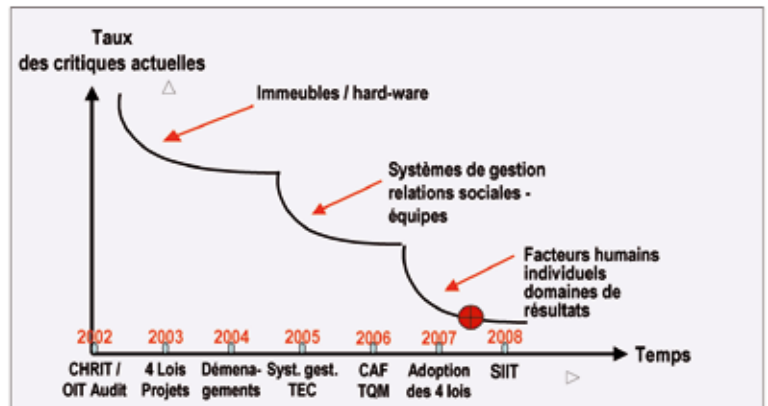 Taux
des critiques actuelles
Immeubles / hard-ware
Systèmes de gestion
relations sociales -
équipes
Facteurs humains
individuels
domaines de
résultats
2002 2003 2004 2005 2006 2007 2008
Temps
CHRIT / 4 Lois Démena- Syst. gest. CAF Adoption SIIT
OIT Audit Projets gements TEC TQM des 4 lois